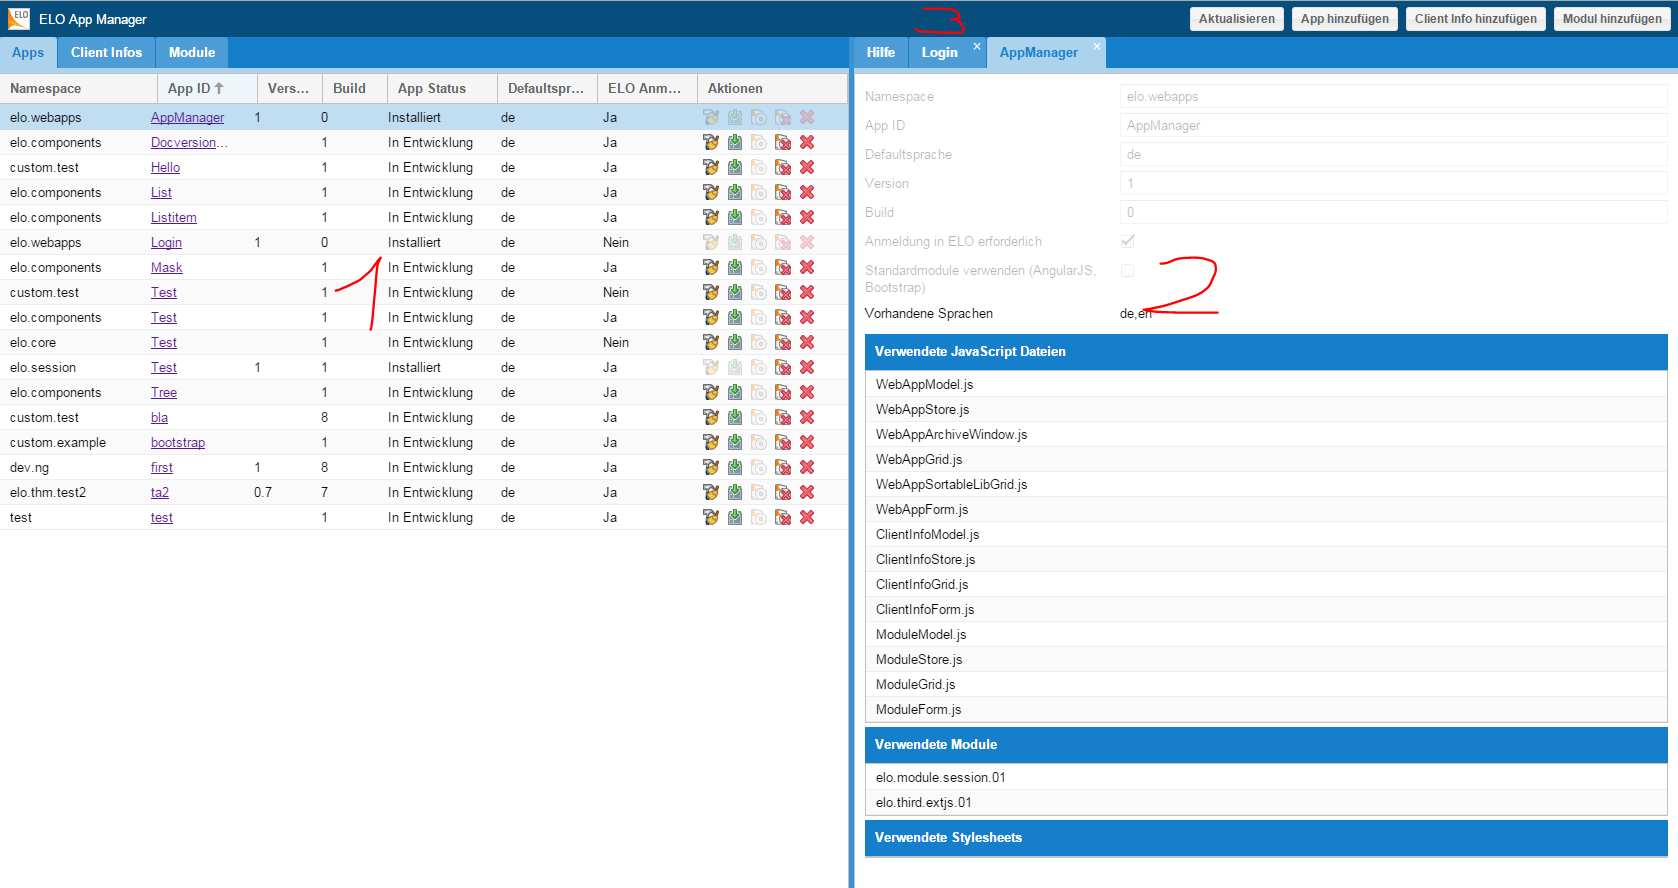 ELO ELO App Manager 3 Aktualisieren App hinzufügen Client Info hinzufügen Modul hinzufügen
Apps Client Infos Module
Namespace App ID Vers... Build App Status Defaultspr... ELO Anm... Aktionen
elo.webapps AppManager 1 0 Installiert de Ja
elo.components Docversion... 1 In Entwicklung de Ja
custom.test Hello 1 In Entwicklung de Ja
elo.components List 1 In Entwicklung de Ja
elo.components Listitem 1 In Entwicklung de Ja
elo.webapps Login 1 0 Installiert de Nein
elo.components Mask 1 In Entwicklung de Ja
custom.test Test 1 In Entwicklung de Nein
elo.components Test 1 In Entwicklung de Ja
elo.core Test 1 In Entwicklung de Nein
elo.session Test 1 1 Installiert de Ja
elo.components Tree 1 In Entwicklung de Ja
custom.test bla 8 In Entwicklung de Ja
custom.example bootstrap 1 In Entwicklung de Ja
dev.ng first 1 8 In Entwicklung de Ja
elo.thm.test2 ta2 0.7 7 In Entwicklung de Ja
test test 1 In Entwicklung de Ja
1
Hilfe Login AppManager
Namespace elo.webapps
App ID AppManager
Defaultsprache de
Version 1
Build 0
Anmeldung in ELO erforderlich
Standardmodule verwenden (AngularJS,
Bootstrap)
2
Vorhandene Sprachen de,en
Verwendete JavaScript Dateien
WebAppModel.js
WebAppStore.js
WebAppArchiveWindow.js
WebAppGrid.js
WebAppSortableLibGrid.js
WebAppForm.js
ClientInfoModel.js
ClientInfoStore.js
ClientInfoGrid.js
ClientInfoForm.js
ModuleModel.js
ModuleStore.js
ModuleGrid.js
ModuleForm.js
Verwendete Module
elo.module.session.01
elo.third.extjs.01
Verwendete Stylesheets